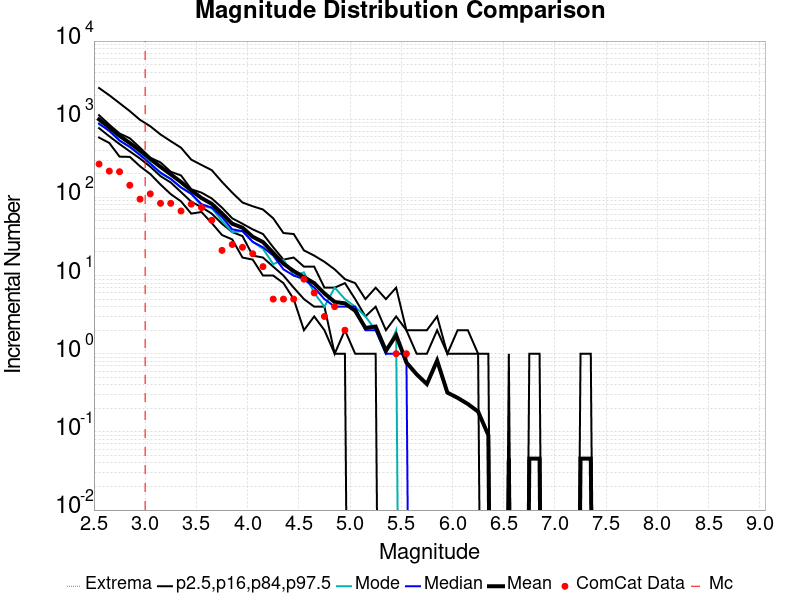 Magnitude Distribution Comparison
10^4
10^3
10^2
10^1
10^0
10^-1
10^-2
Incremental Number
2.5 3.0 3.5 4.0 4.5 5.0 5.5 6.0 6.5 7.0 7.5 8.0 8.5 9.0
Magnitude
Extrema p2.5,p16,p84,p97.5 Mode Median Mean ComCat Data Mc